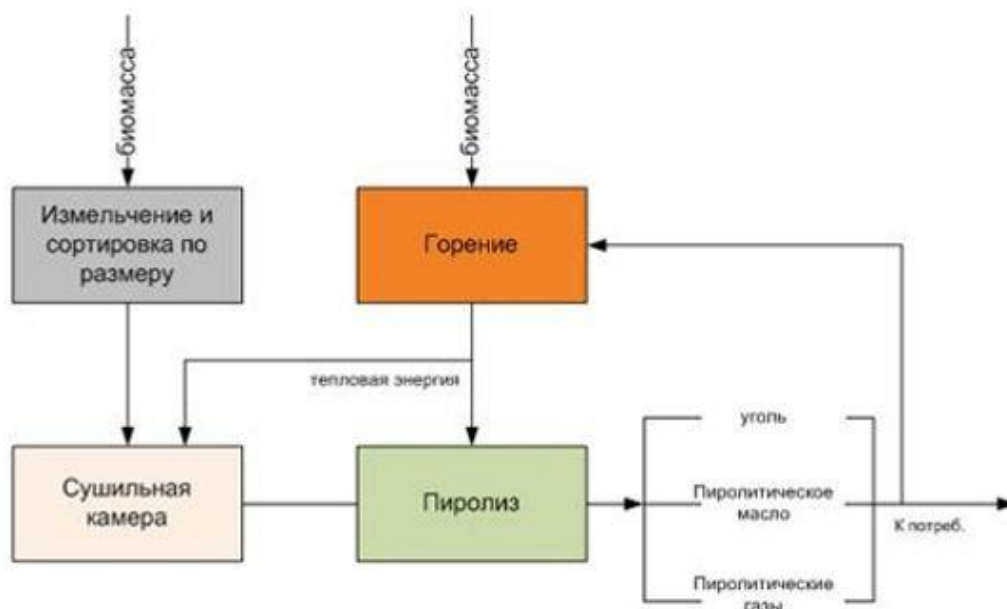 биомасса
биомасса
Измельчение и
сортировка по
размеру
Горение
тепловая энергия
Сушильная
камера
Пиролиз
уголь
Пиролитическое
масло
К потреб.
Пиролитические
газы